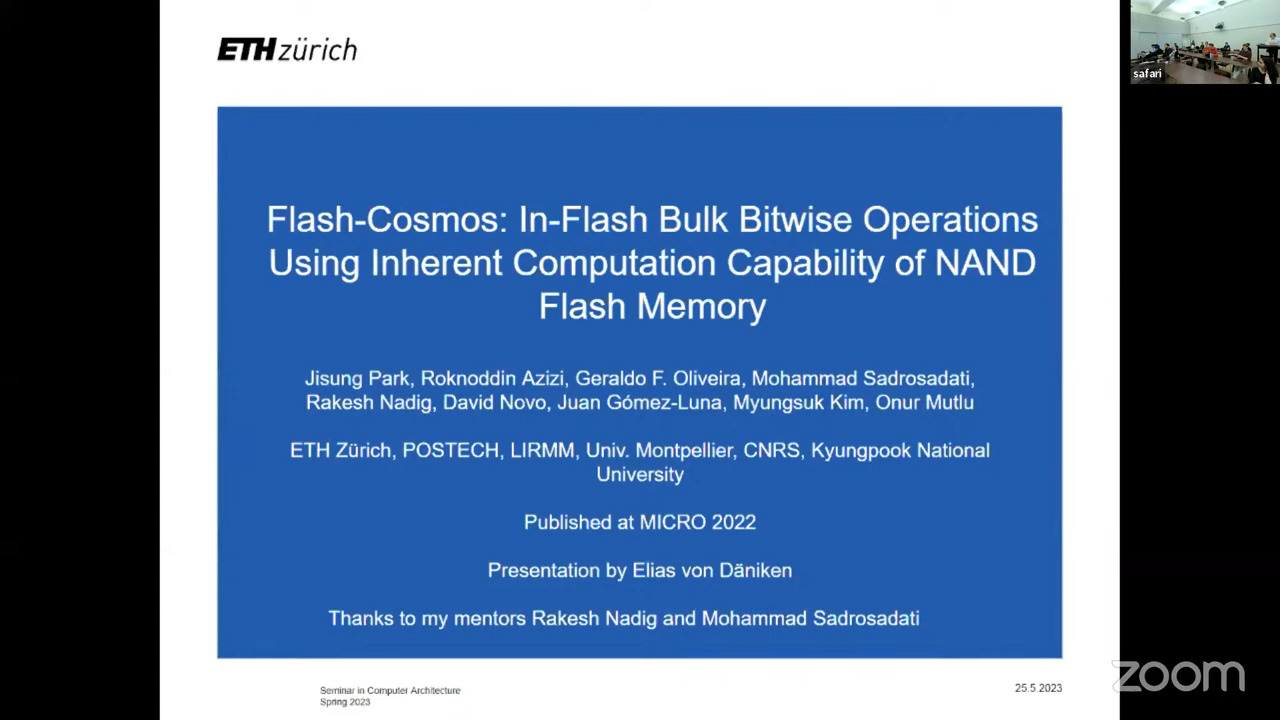 ETH zürich
safari
Flash-Cosmos: In-Flash Bulk Bitwise Operations
Using Inherent Computation Capability of NAND
Flash Memory
Jisung Park, Roknoddin Azizi, Geraldo F. Oliveira, Mohammad Sadrosadati,
Rakesh Nadig, David Novo, Juan Gómez-Luna, Myungsuk Kim, Onur Mutlu
ETH Zürich, POSTECH, LIRMM, Univ. Montpellier, CNRS, Kyungpook National
University
Published at MICRO 2022
Presentation by Elias von Däniken
Thanks to my mentors Rakesh Nadig and Mohammad Sadrosadati
Seminar in Computer Architecture
Spring 2023
25.5.2023
zoom